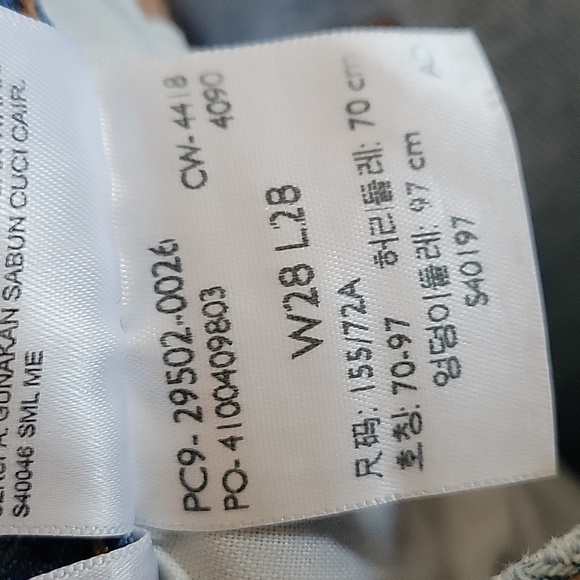 GUNAKAN SABUN CUCI CAIR.
S40046 SML ME
PC9-29502-0026 CW-4418
PO-4100409803 4090
W28 L28
尺码: 155/72A 허리둘레: 70 cm
호칭: 70-97 엉덩이둘레: 97 cm
S40197